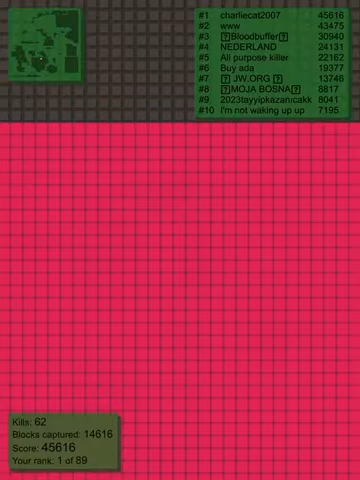 #1 charliecat2007 45616
#2 www 43475
#3 Bloodbuffer 30940
#4 NEDERLAND 24131
#5 All purpose killer 22162
#6 Buy ada 19377
#7 JW.ORG 13746
#8 MOJA BOSNA 8817
#9 2023tayyipkazanıcakk 8041
#10 I'm not waking up up 7195
Kills: 62
Blocks captured: 14616
Score: 45616
Your rank: 1 of 89